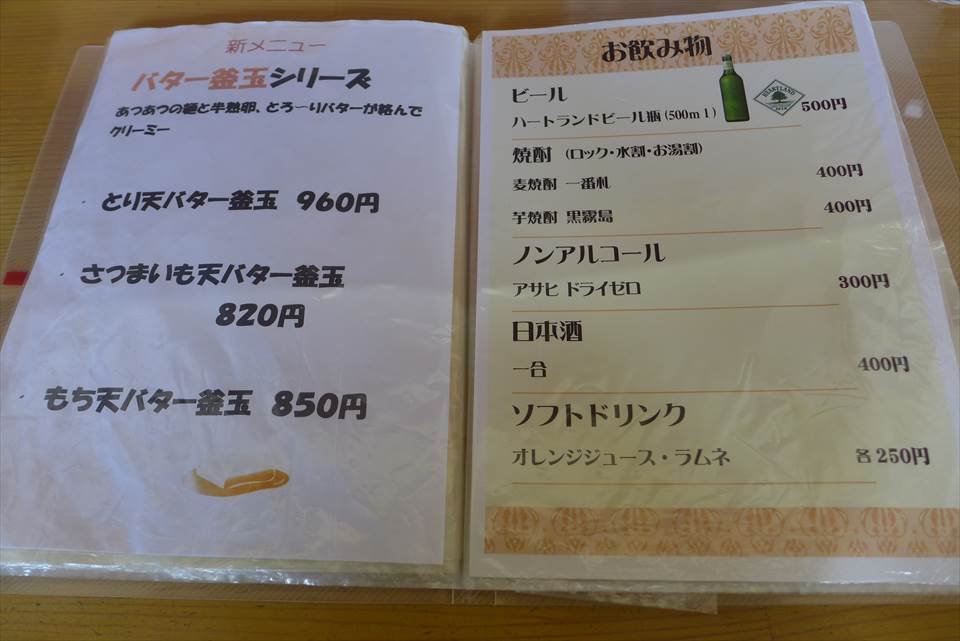 新メニュー
バター釜玉シリーズ
あつあつの麺と半熟卵、とろ〜りバターが絡んで
クリーミー
とり天バター釜玉 960円
さつまいも天バター釜玉
820円
もち天バター釜玉 850円
お飲み物
ビール
ハートランドビール瓶(500ml) 500円
HEARTLAND
焼酎 (ロック・水割・お湯割)
麦焼酎 一番札 400円
芋焼酎 黒霧島 400円
ノンアルコール
アサヒ ドライゼロ 300円
日本酒
一合 400円
ソフトドリンク
オレンジジュース・ラムネ 各250円